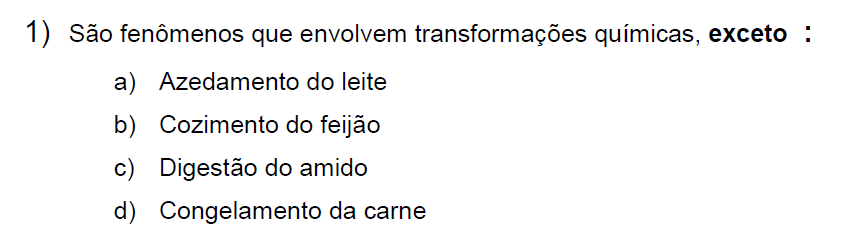 1) São fenômenos que envolvem transformações químicas, exceto :
a) Azedamento do leite
b) Cozimento do feijão
c) Digestão do amido
d) Congelamento da carne